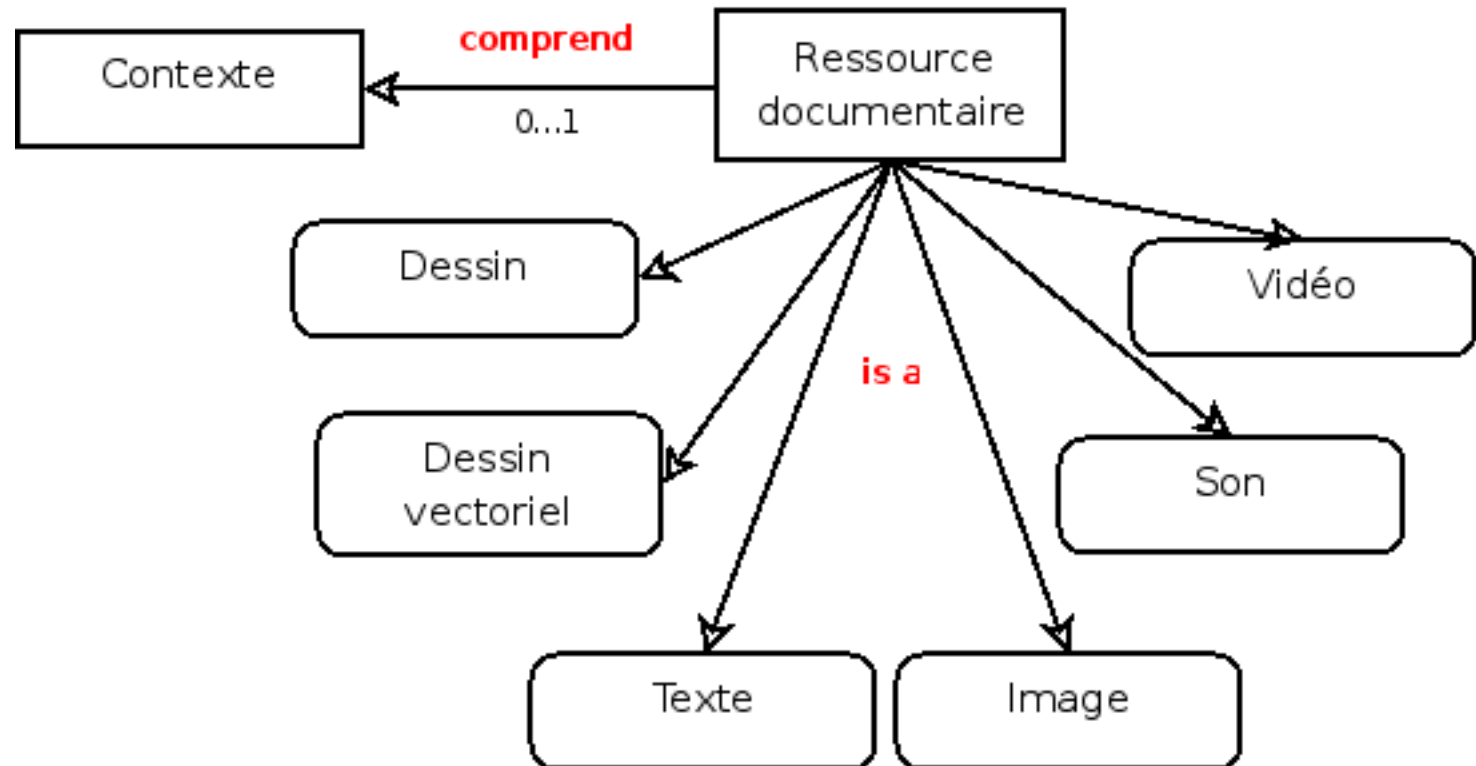 comprend
Contexte
Ressource
documentaire
0...1
Dessin
Vidéo
is a
Dessin
vectoriel
Son
Texte
Image